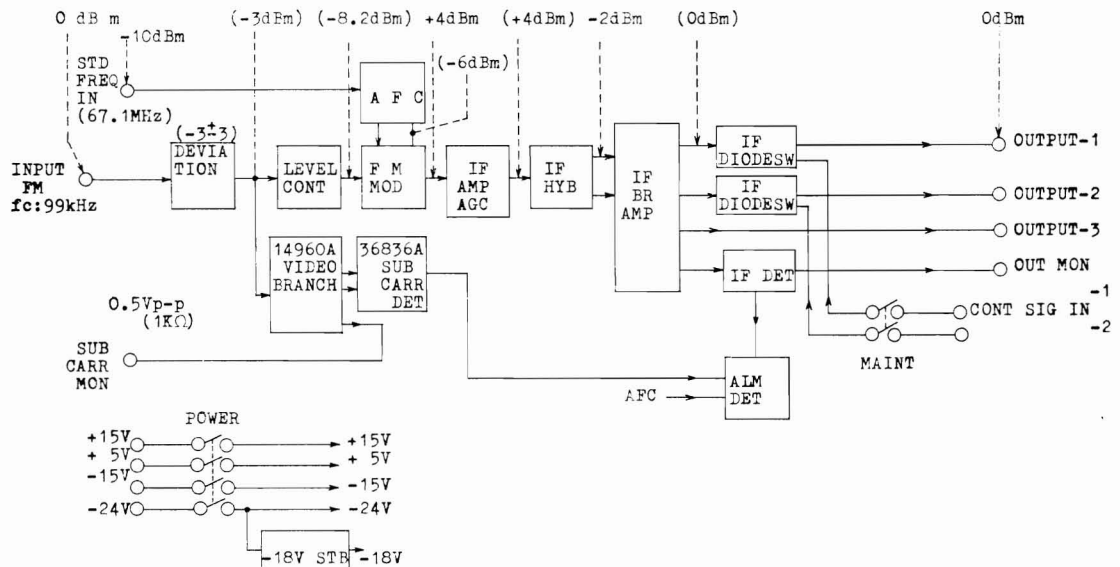 0 dB m
-10dBm
(-3dBm)
(-8.2dBm)
+4dBm
(+4dBm)
-2dBm
(0dBm)
0dBm
STD
FREQ
IN
(67.1MHz)
(-6dBm)
A F C
(-3±3)
DEVIA
TION
INPUT
FM
fc:99kHz
LEVEL
CONT
F M
MOD
IF
AMP
AGC
IF
HYB
IF
BR
AMP
IF
DIODESW
OUTPUT-1
IF
DIODESW
OUTPUT-2
OUTPUT-3
IF DET
OUT MON
14960A
VIDEO
BRANCH
36836A
SUB
CARR
DET
0.5Vp-p
(1KΩ)
SUB
CARR
MON
CONT SIG IN
-1
-2
MAINT
AFC
ALM
DET
POWER
+15V
+15V
+ 5V
+ 5V
-15V
-15V
-24V
-24V
-18V STB
-18V